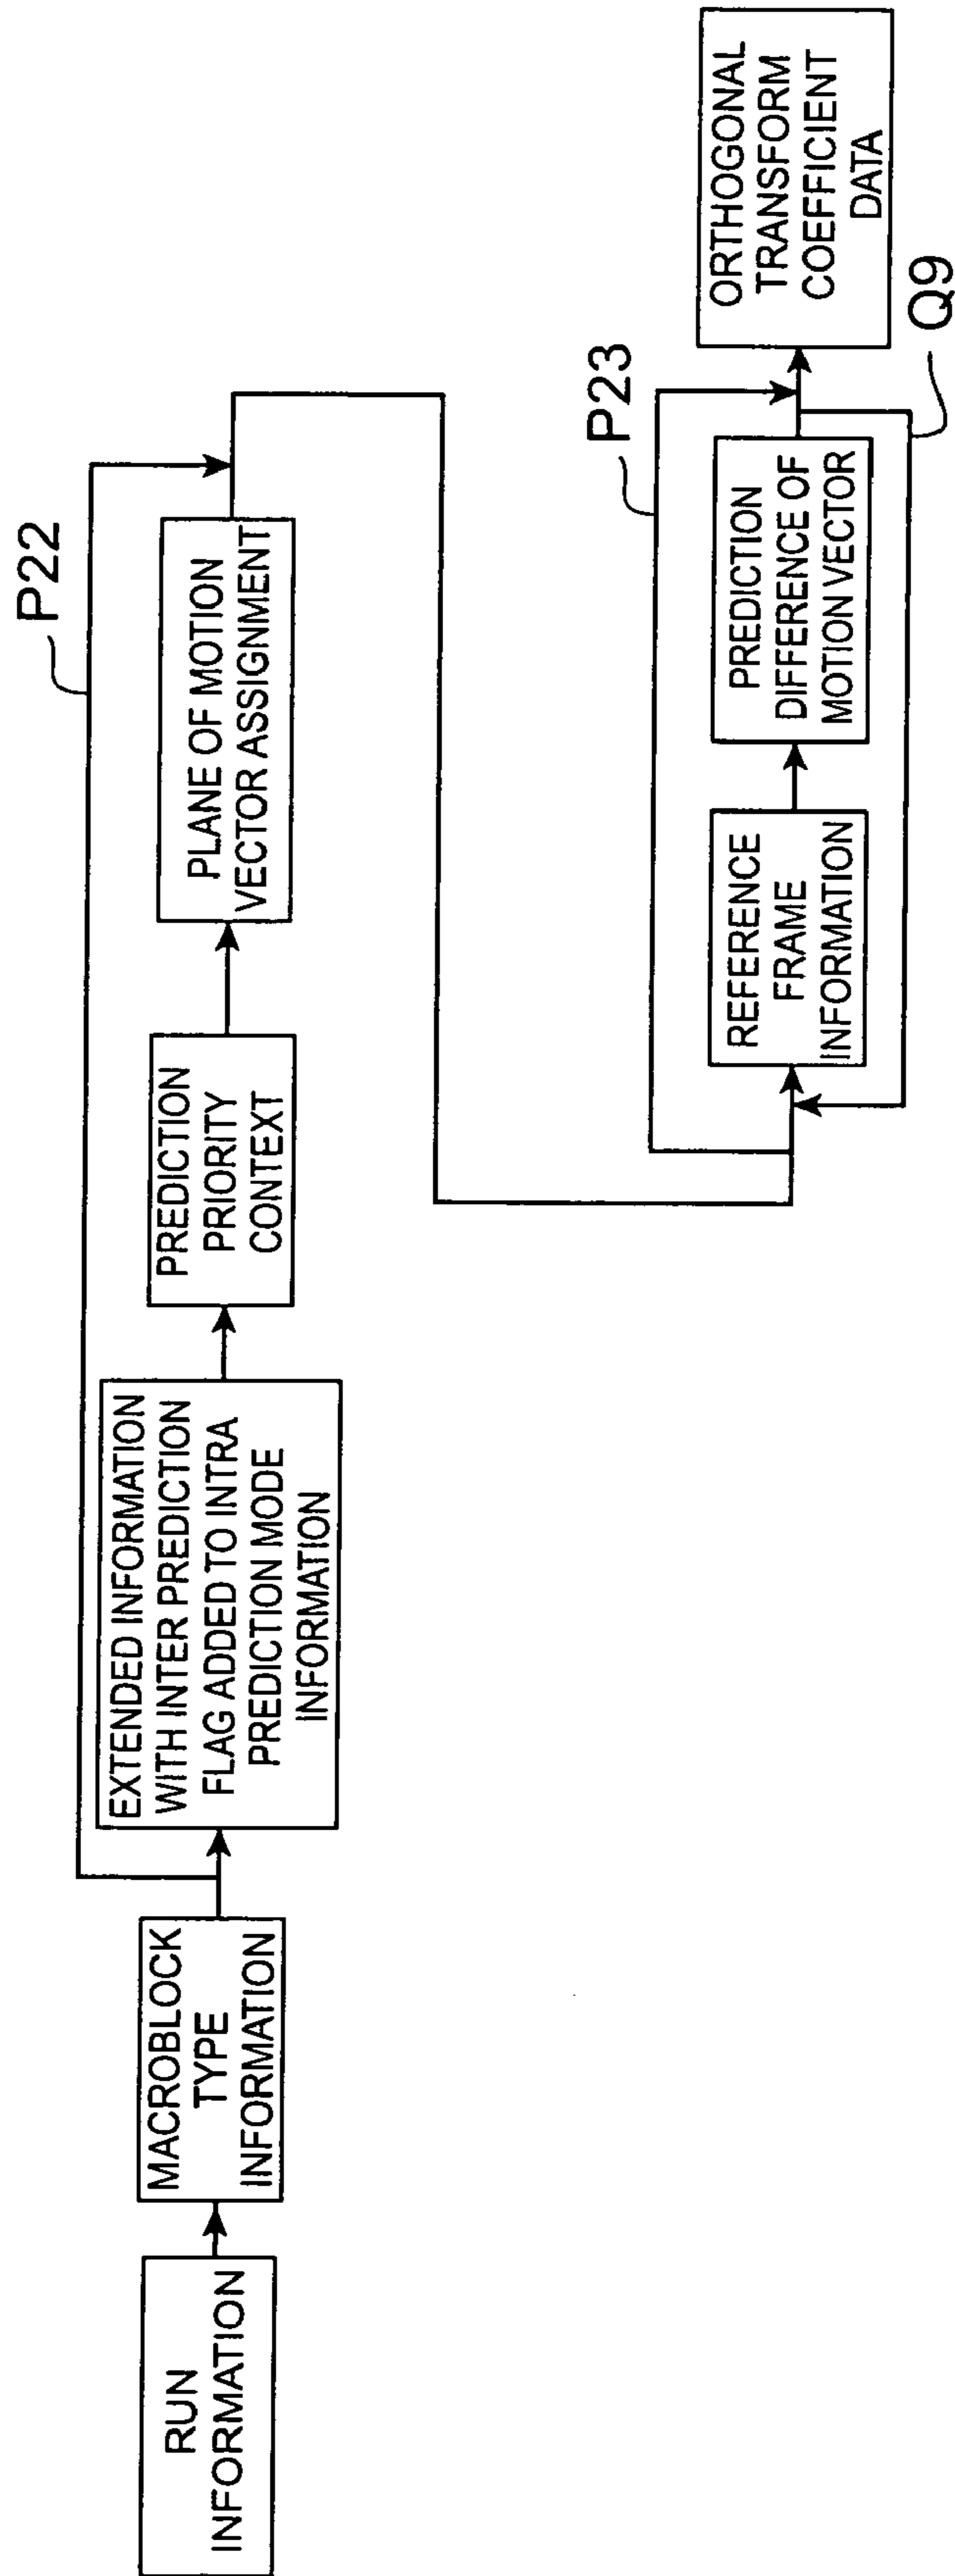 RUN
INFORMATION
MACROBLOCK
TYPE
INFORMATION
EXTENDED INFORMATION
WITH INTER PREDICTION
FLAG ADDED TO INTRA
PREDICTION MODE
INFORMATION
PREDICTION
PRIORITY
CONTEXT
PLANE OF MOTION
VECTOR ASSIGNMENT
P22
REFERENCE
FRAME
INFORMATION
PREDICTION
DIFFERENCE OF
MOTION VECTOR
P23
Q9
ORTHOGONAL
TRANSFORM
COEFFICIENT
DATA